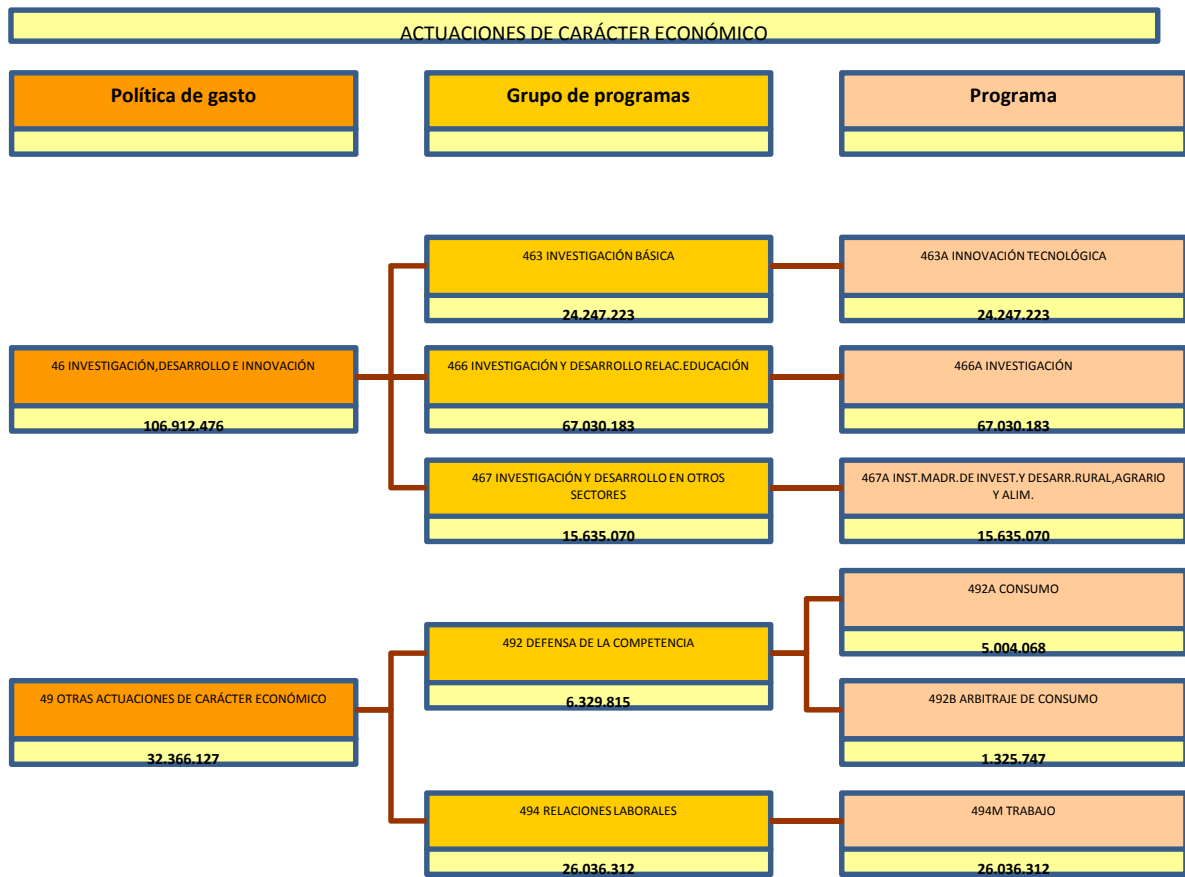 ACTUACIONES DE CARÁCTER ECONÓMICO
Política de gasto
Grupo de programas
Programa
463 INVESTIGACIÓN BÁSICA
24.247.223
463A INNOVACIÓN TECNOLÓGICA
24.247.223
46 INVESTIGACIÓN,DESARROLLO E INNOVACIÓN
106.912.476
466 INVESTIGACIÓN Y DESARROLLO RELAC.EDUCACIÓN
67.030.183
466A INVESTIGACIÓN
67.030.183
467 INVESTIGACIÓN Y DESARROLLO EN OTROS
SECTORES
15.635.070
467A INST.MADR.DE INVEST.Y DESARR.RURAL,AGRARIO
Y ALIM.
15.635.070
492A CONSUMO
5.004.068
492 DEFENSA DE LA COMPETENCIA
6.329.815
49 OTRAS ACTUACIONES DE CARÁCTER ECONÓMICO
32.366.127
492B ARBITRAJE DE CONSUMO
1.325.747
494 RELACIONES LABORALES
26.036.312
494M TRABAJO
26.036.312